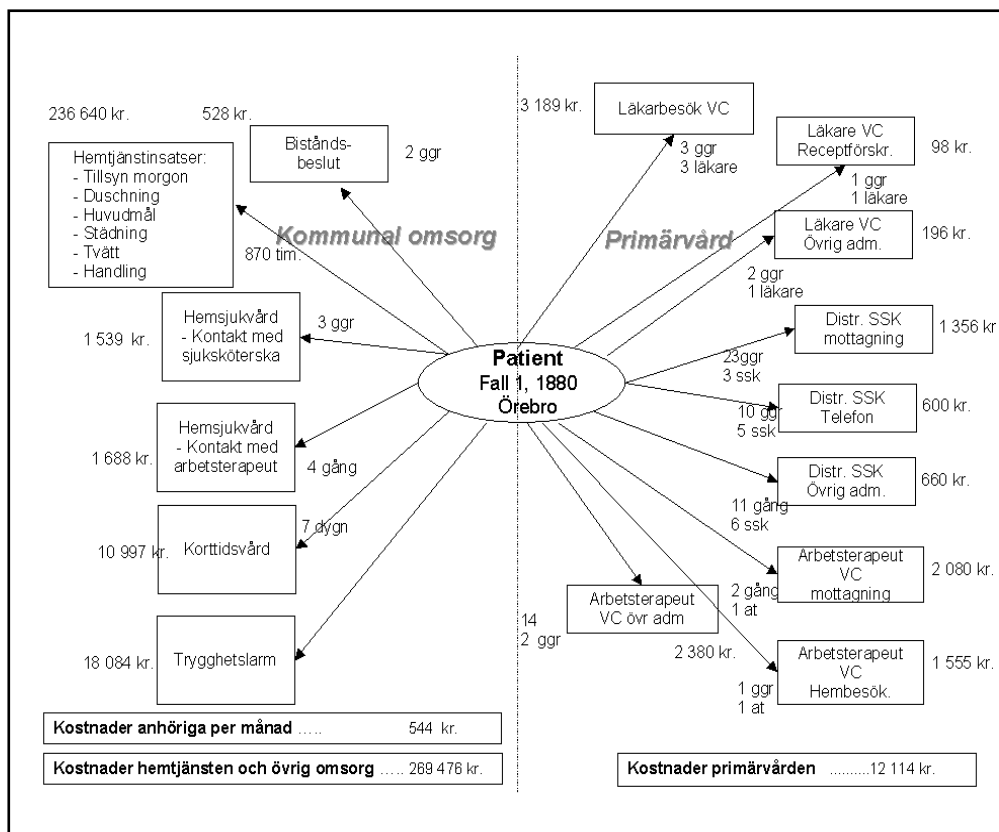 236 640 kr.
Hemtjänstinsatser:
- Tillsyn morgon
- Duschning
- Huvudmål
- Städning
- Tvätt
- Handling
870 tim.
528 kr.
Bistånds-
beslut
2 ggr
Kommunal omsorg
1 539 kr.
Hemsjukvård
- Kontakt med
sjuksköterska
3 ggr
1 688 kr.
Hemsjukvård
- Kontakt med
arbetsterapeut
4 gång
10 997 kr.
Korttidsvård
7 dygn
18 084 kr.
Trygghetslarm
Kostnader anhöriga per månad ..... 544 kr.
Kostnader hemtjänsten och övrig omsorg ..... 269 476 kr.
Patient
Fall 1, 1880
Örebro
Primärvård
3 189 kr.
Läkarbesök VC
3 ggr
3 läkare
Läkare VC
Receptförskr.
98 kr.
1 ggr
1 läkare
Läkare VC
Övrig adm.
196 kr.
2 ggr
1 läkare
Distr. SSK
mottagning
1 356 kr.
23ggr
3 ssk
Distr. SSK
Telefon
600 kr.
10 gg
5 ssk
Distr. SSK
Övrig adm.
660 kr.
11 gång
6 ssk
Arbetsterapeut
VC
mottagning
2 080 kr.
2 gång
1 at
Arbetsterapeut
VC övr adm
14
2 ggr
2 380 kr.
Arbetsterapeut
VC
Hembesök.
1 555 kr.
1 ggr
1 at
Kostnader primärvården ..........12 114 kr.